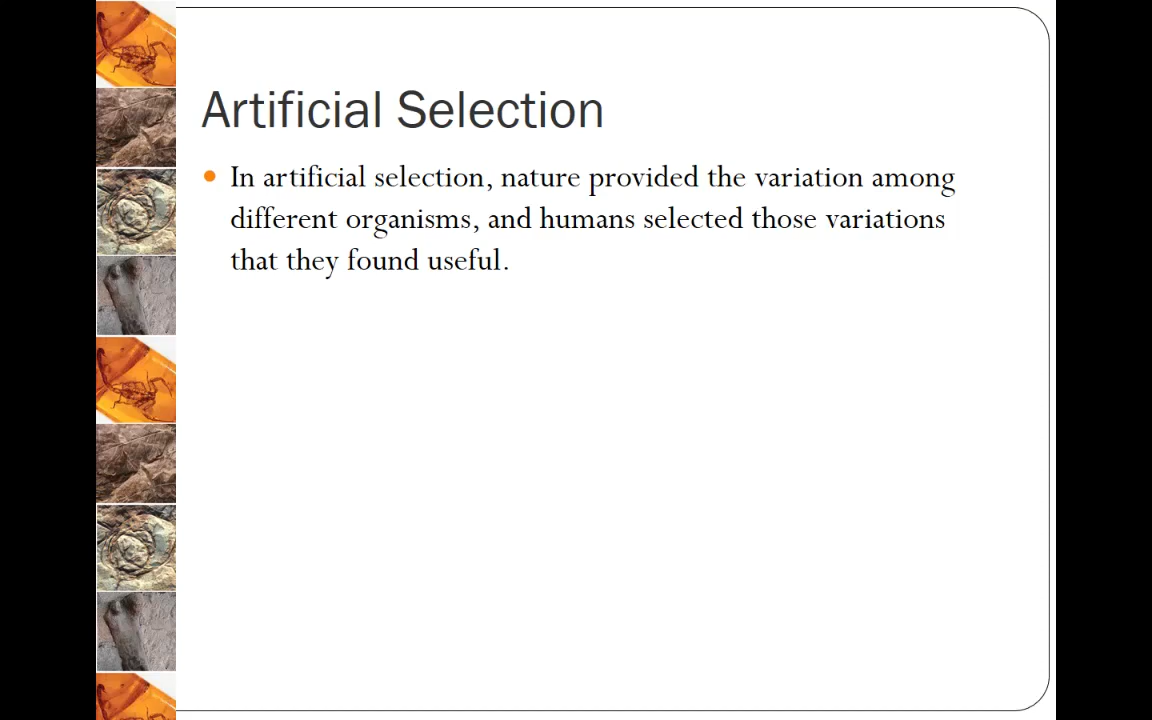 Artificial Selection
In artificial selection, nature provided the variation among
different organisms, and humans selected those variations
that they found useful.